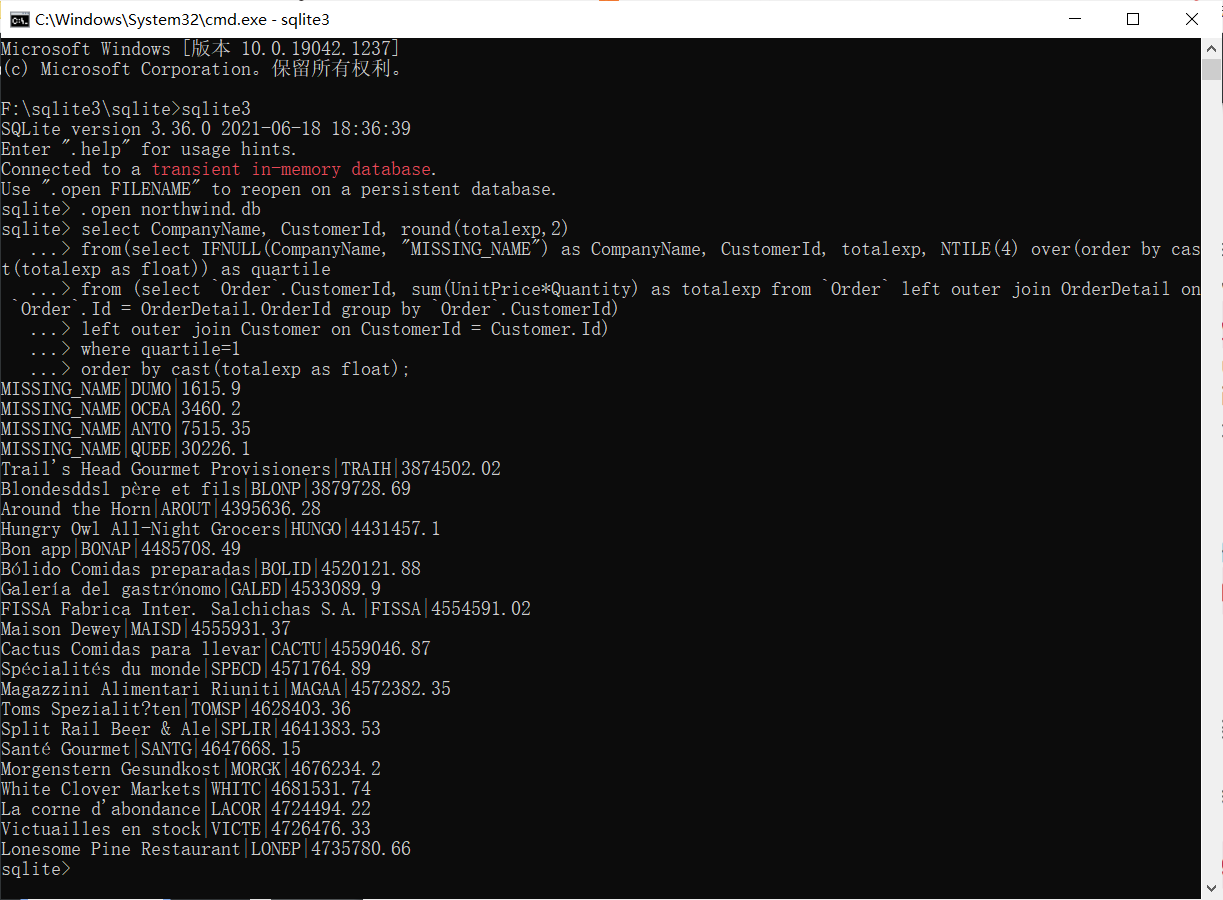 C:\Windows\System32\cmd.exe - sqlite3
Microsoft Windows [版本 10.0.19042.1237]
(c) Microsoft Corporation。保留所有权利。
F:\sqlite3\sqlite>sqlite3
SQLite version 3.36.0 2021-06-18 18:36:39
Enter ".help" for usage hints.
Connected to a transient in-memory database.
Use ".open FILENAME" to reopen on a persistent database.
sqlite> .open northwind.db
sqlite> select CompanyName, CustomerId, round(totalexp,2)
   ...> from(select IFNULL(CompanyName, "MISSING_NAME") as CompanyName, CustomerId, totalexp, NTILE(4) over(order by cas
t(totalexp as float)) as quartile
   ...> from (select `Order`.CustomerId, sum(UnitPrice*Quantity) as totalexp from `Order` left outer join OrderDetail on
 `Order`.Id = OrderDetail.OrderId group by `Order`.CustomerId)
   ...> left outer join Customer on CustomerId = Customer.Id)
   ...> where quartile=1
   ...> order by cast(totalexp as float);
MISSING_NAME|DUMO|1615.9
MISSING_NAME|OCEA|3460.2
MISSING_NAME|ANTO|7515.35
MISSING_NAME|QUEE|30226.1
Trail's Head Gourmet Provisioners|TRAIH|3874502.02
Blondesddsl père et fils|BLONP|3879728.69
Around the Horn|AROUT|4395636.28
Hungry Owl All-Night Grocers|HUNGO|4431457.1
Bon app|BONAP|4485708.49
Bólido Comidas preparadas|BOLID|4520121.88
Galería del gastrónomo|GALED|4533089.9
FISSA Fabrica Inter. Salchichas S.A.|FISSA|4554591.02
Maison Dewey|MAISD|4555931.37
Cactus Comidas para llevar|CACTU|4559046.87
Spécialités du monde|SPECD|4571764.89
Magazzini Alimentari Riuniti|MAGAA|4572382.35
Toms Spezialit?ten|TOMSP|4628403.36
Split Rail Beer & Ale|SPLIR|4641383.53
Santé Gourmet|SANTG|4647668.15
Morgenstern Gesundkost|MORGK|4676234.2
White Clover Markets|WHITC|4681531.74
La corne d'abondance|LACOR|4724494.22
Victuailles en stock|VICTE|4726476.33
Lonesome Pine Restaurant|LONEP|4735780.66
sqlite>